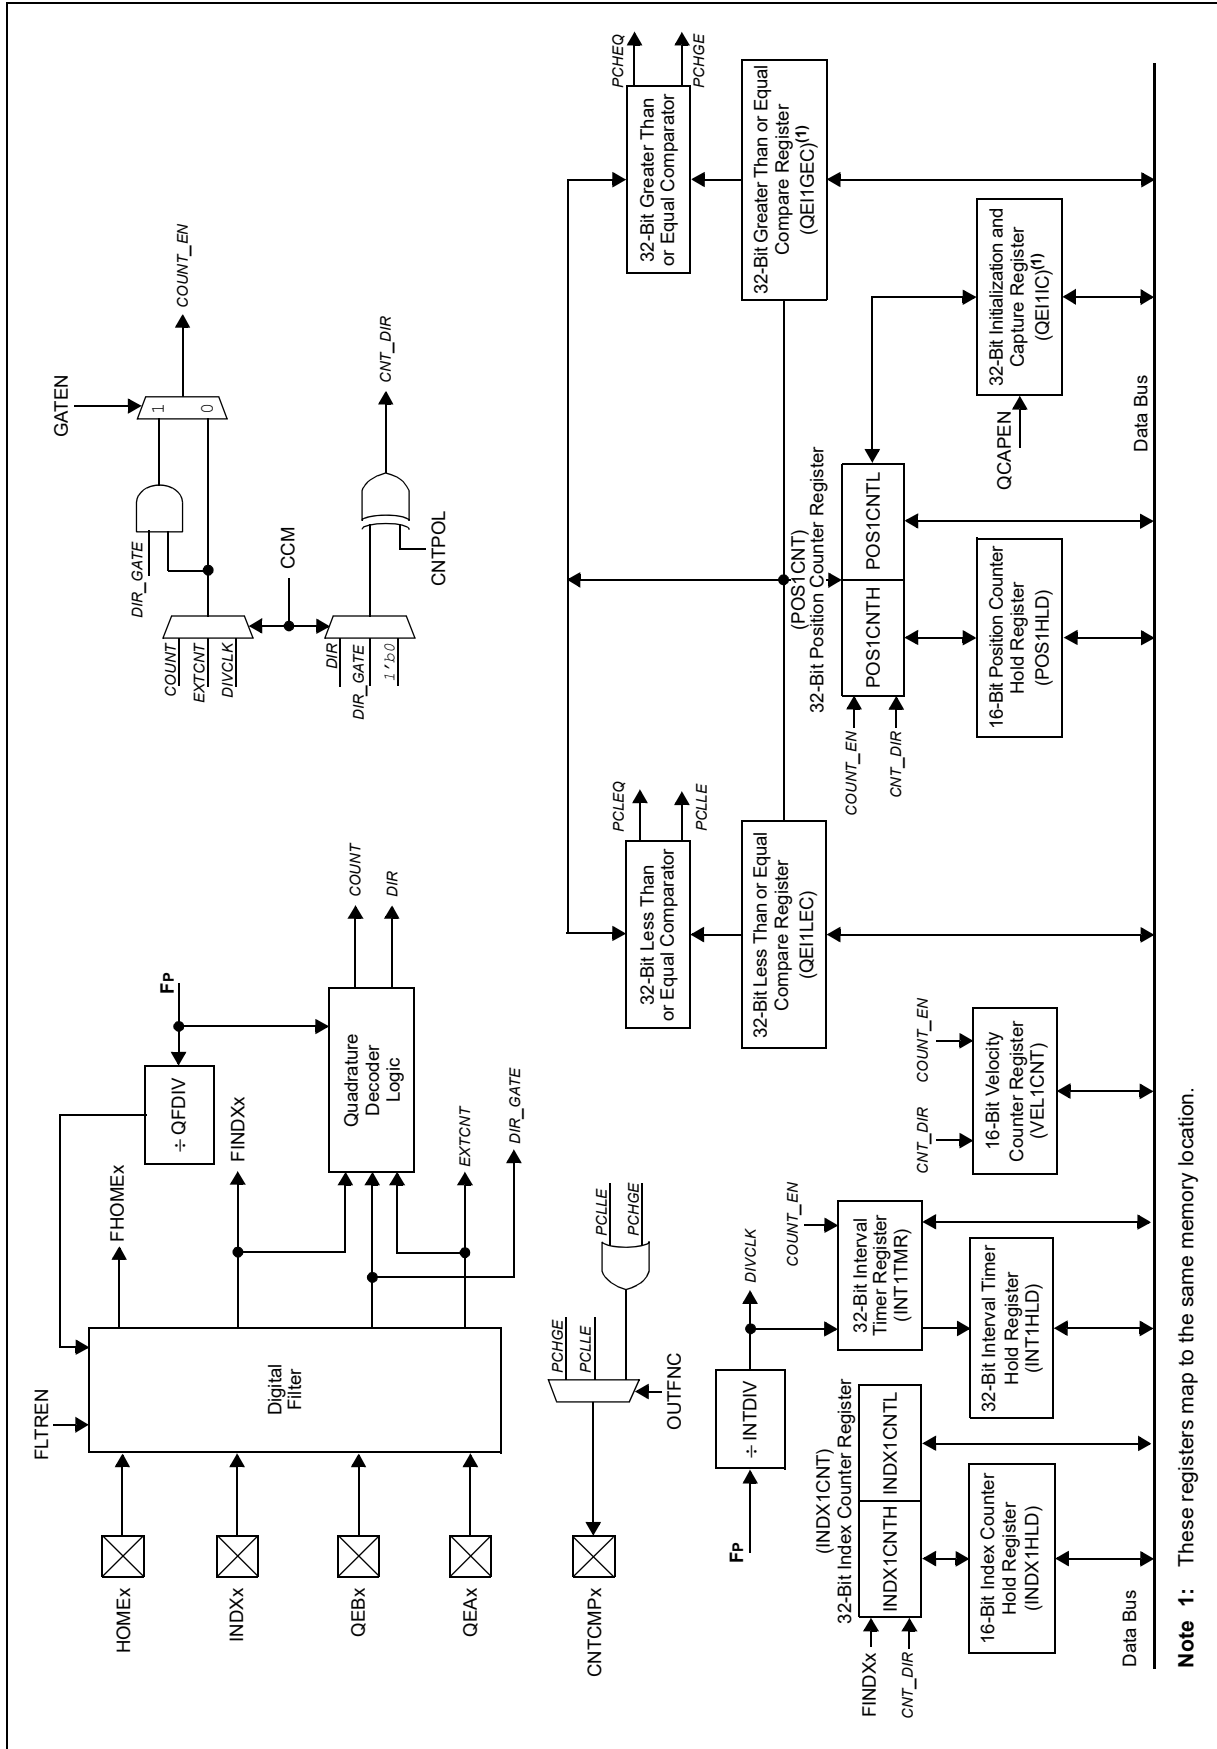 FLTREN
HOMEx
FHOMEx
INDXx
FINDXx
QEBx
QEAx
Digital
Filter
÷ QFDIV
FP
Quadrature
Decoder
Logic
COUNT
DIR
EXTCNT
DIR_GATE
COUNT
EXTCNT
DIVCLK
DIR_GATE
GATEN
1
0
COUNT_EN
CCM
DIR
DIR_GATE
1'b0
CNTPOL
CNT_DIR
CNTCMPx
PCHGE
PCLLE
OUTFNC
PCLLE
PCHGE
FP
÷ INTDIV
DIVCLK
COUNT_EN
32-Bit Interval
Timer Register
(INT1TMR)
32-Bit Interval Timer
Hold Register
(INT1HLD)
(INDX1CNT)
32-Bit Index Counter Register
INDX1CNTH
INDX1CNTL
FINDXx
CNT_DIR
16-Bit Index Counter
Hold Register
(INDX1HLD)
CNT_DIR
COUNT_EN
16-Bit Velocity
Counter Register
(VEL1CNT)
PCLEQ
PCLLE
32-Bit Less Than
or Equal Comparator
32-Bit Less Than or Equal
Compare Register
(QEI1LEC)
PCHEQ
PCHGE
32-Bit Greater Than
or Equal Comparator
32-Bit Greater Than or Equal
Compare Register
(QEI1GEC)(1)
(POS1CNT)
32-Bit Position Counter Register
POS1CNTH
POS1CNTL
COUNT_EN
CNT_DIR
16-Bit Position Counter
Hold Register
(POS1HLD)
QCAPEN
32-Bit Initialization and
Capture Register
(QEI1IC)(1)
Data Bus
Data Bus
Note 1: These registers map to the same memory location.